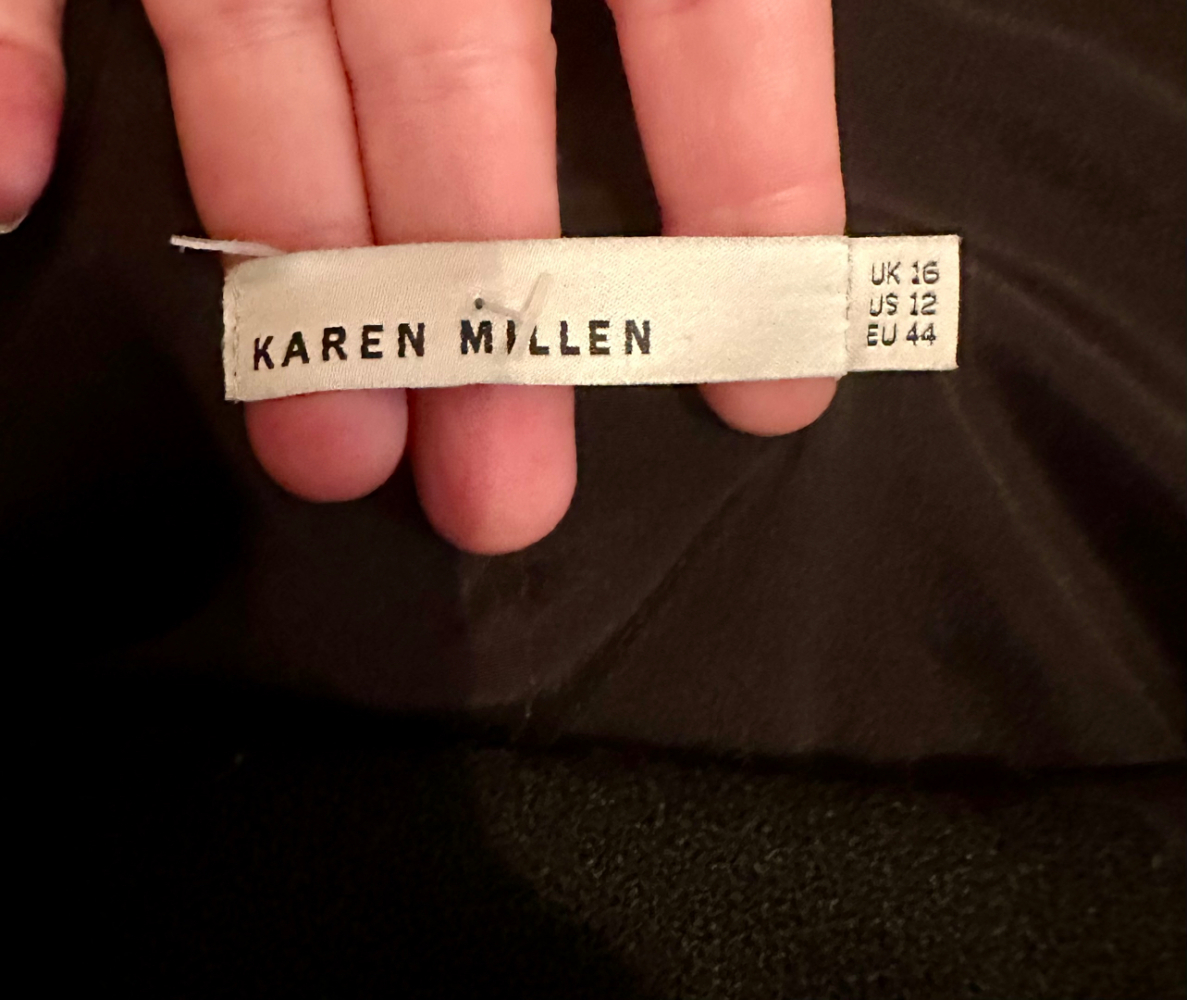 KAREN MILLEN
UK 16
US 12
EU 44